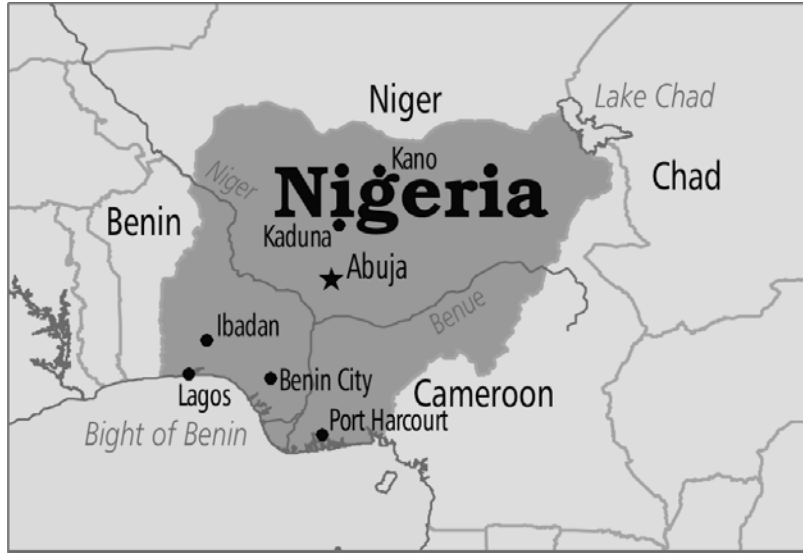 Niger
Lake Chad
Kano
Chad
Niger
Nigeria
Benin
Kaduna
Abuja
Benue
Ibadan
Benin City
Lagos
Cameroon
Port Harcourt
Bight of Benin